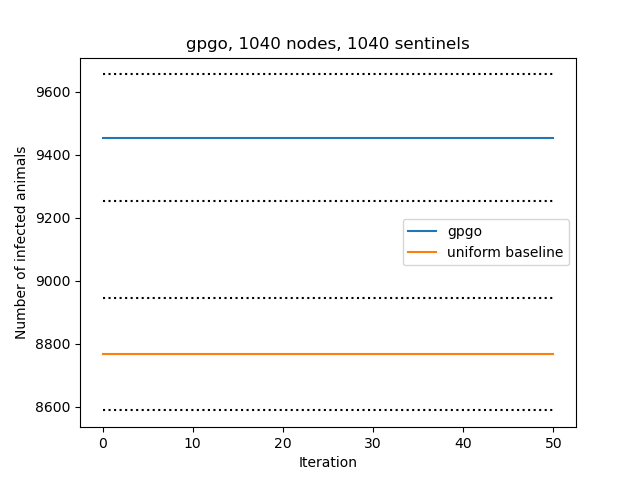 gpgo, 1040 nodes, 1040 sentinels
9600
9400
9200
9000
8800
8600
Number of infected animals
gpgo
uniform baseline
0 10 20 30 40 50
Iteration